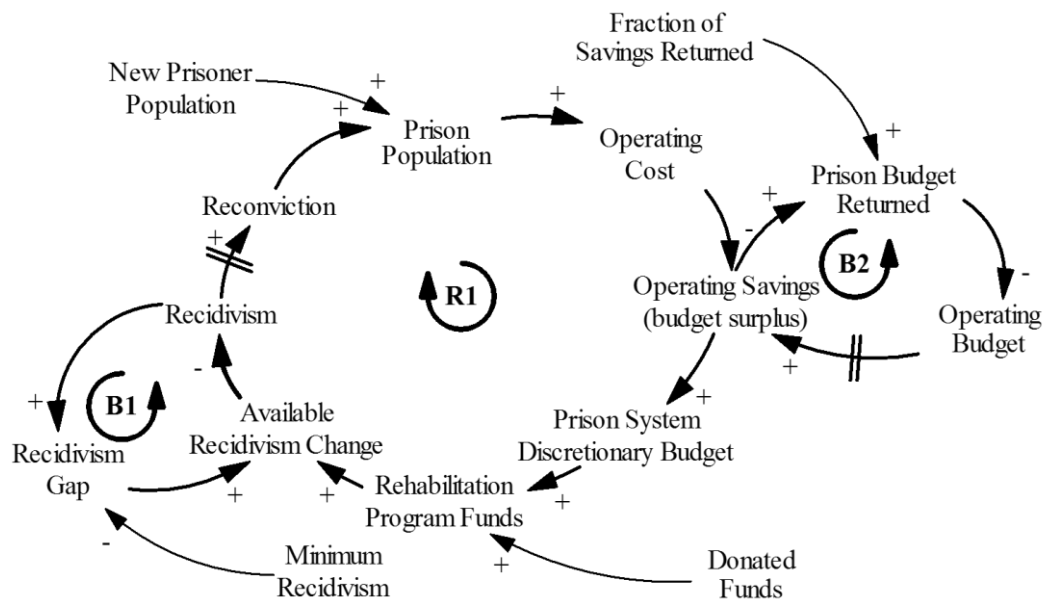 Fraction of
Savings Returned
New Prisoner
Population
+
+
+
Prison
Population
Operating
Cost
+
Prison Budget
Returned
Reconviction
+
-
+
B2
R1
Operating Savings
(budget surplus)
-
Operating
Budget
Recidivism
+
-
+
B1
Available
Recidivism Change
+
Prison System
Discretionary Budget
Recidivism
Gap
+
+
Rehabilitation
Program Funds
+
-
Minimum
Recidivism
+
Donated
Funds